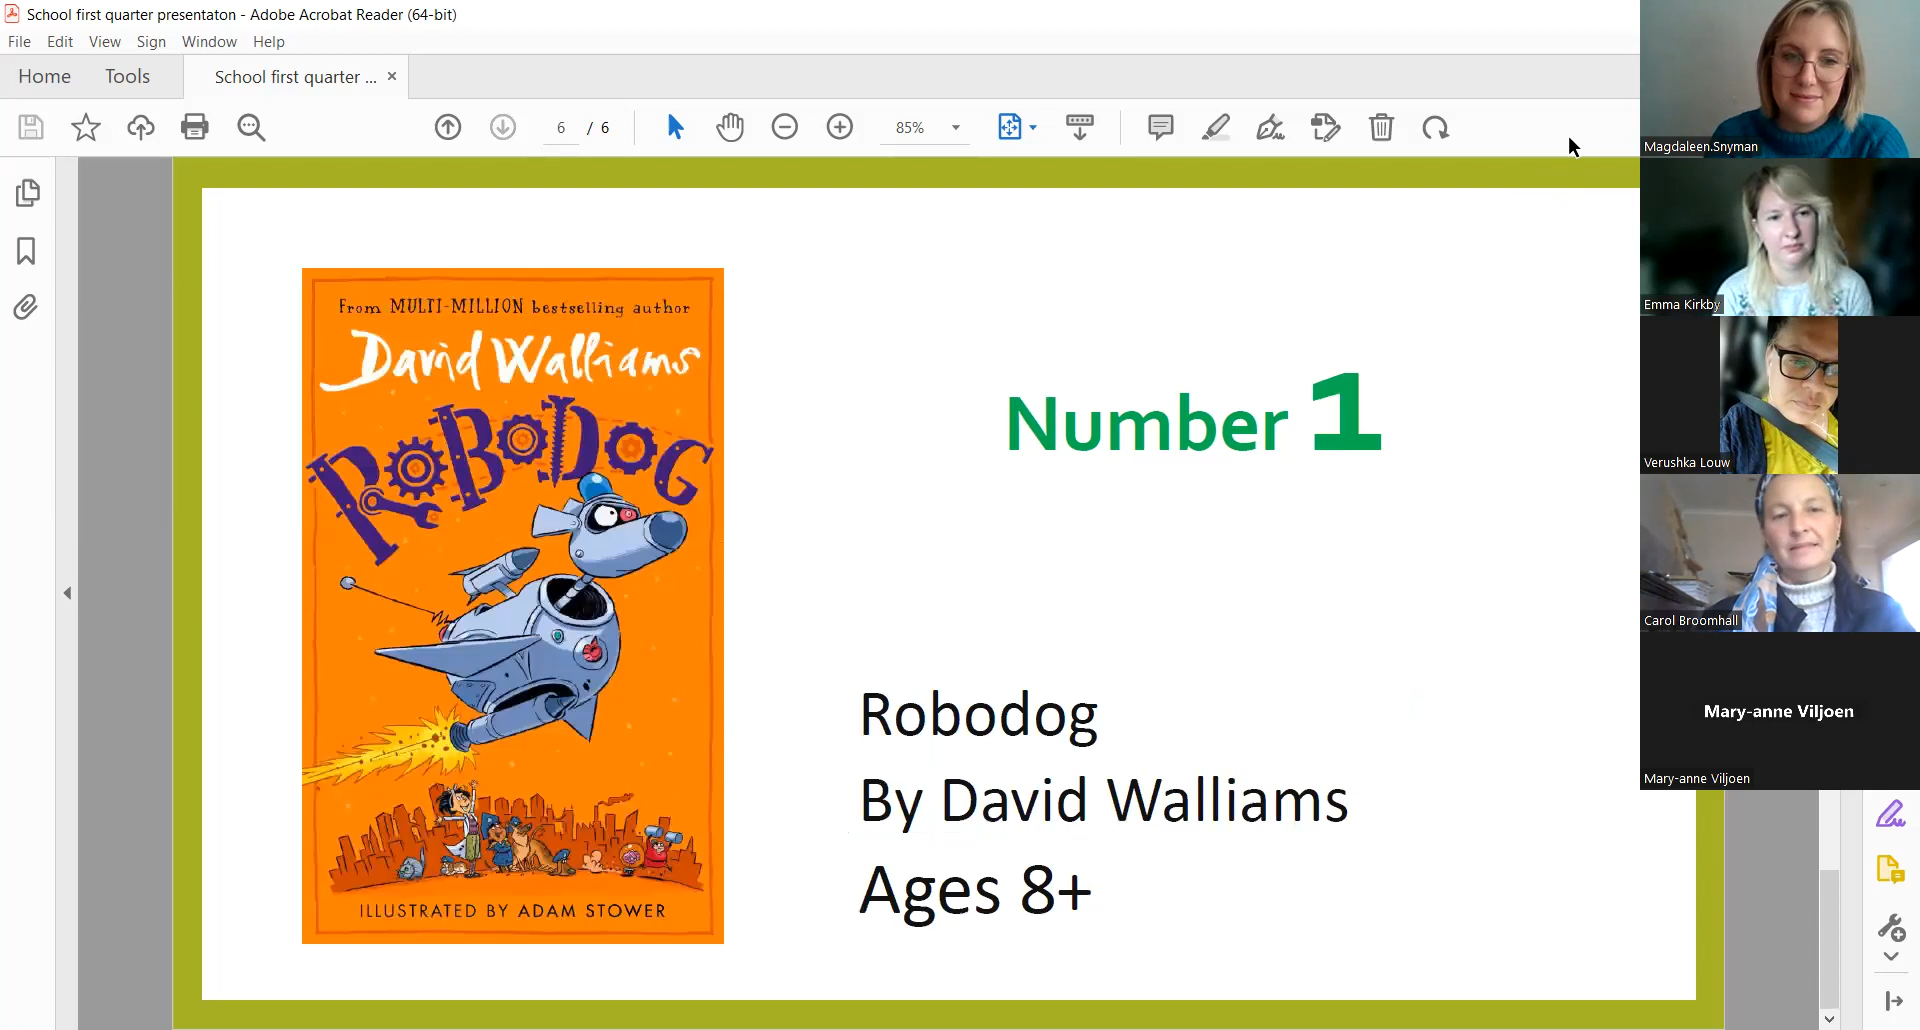 School first quarter presentaton - Adobe Acrobat Reader (64-bit)
File Edit View Sign Window Help
Home Tools School first quarter ... ×
6 / 6 85%
From MULTI-MILLION bestselling author
David Walliams
ROBODOG
ILLUSTRATED BY ADAM STOWER
Number 1
Robodog
By David Walliams
Ages 8+
Magdaleen.Snyman
Emma Kirkby
Verushka Louw
Carol Broomhall
Mary-anne Viljoen
Mary-anne Viljoen